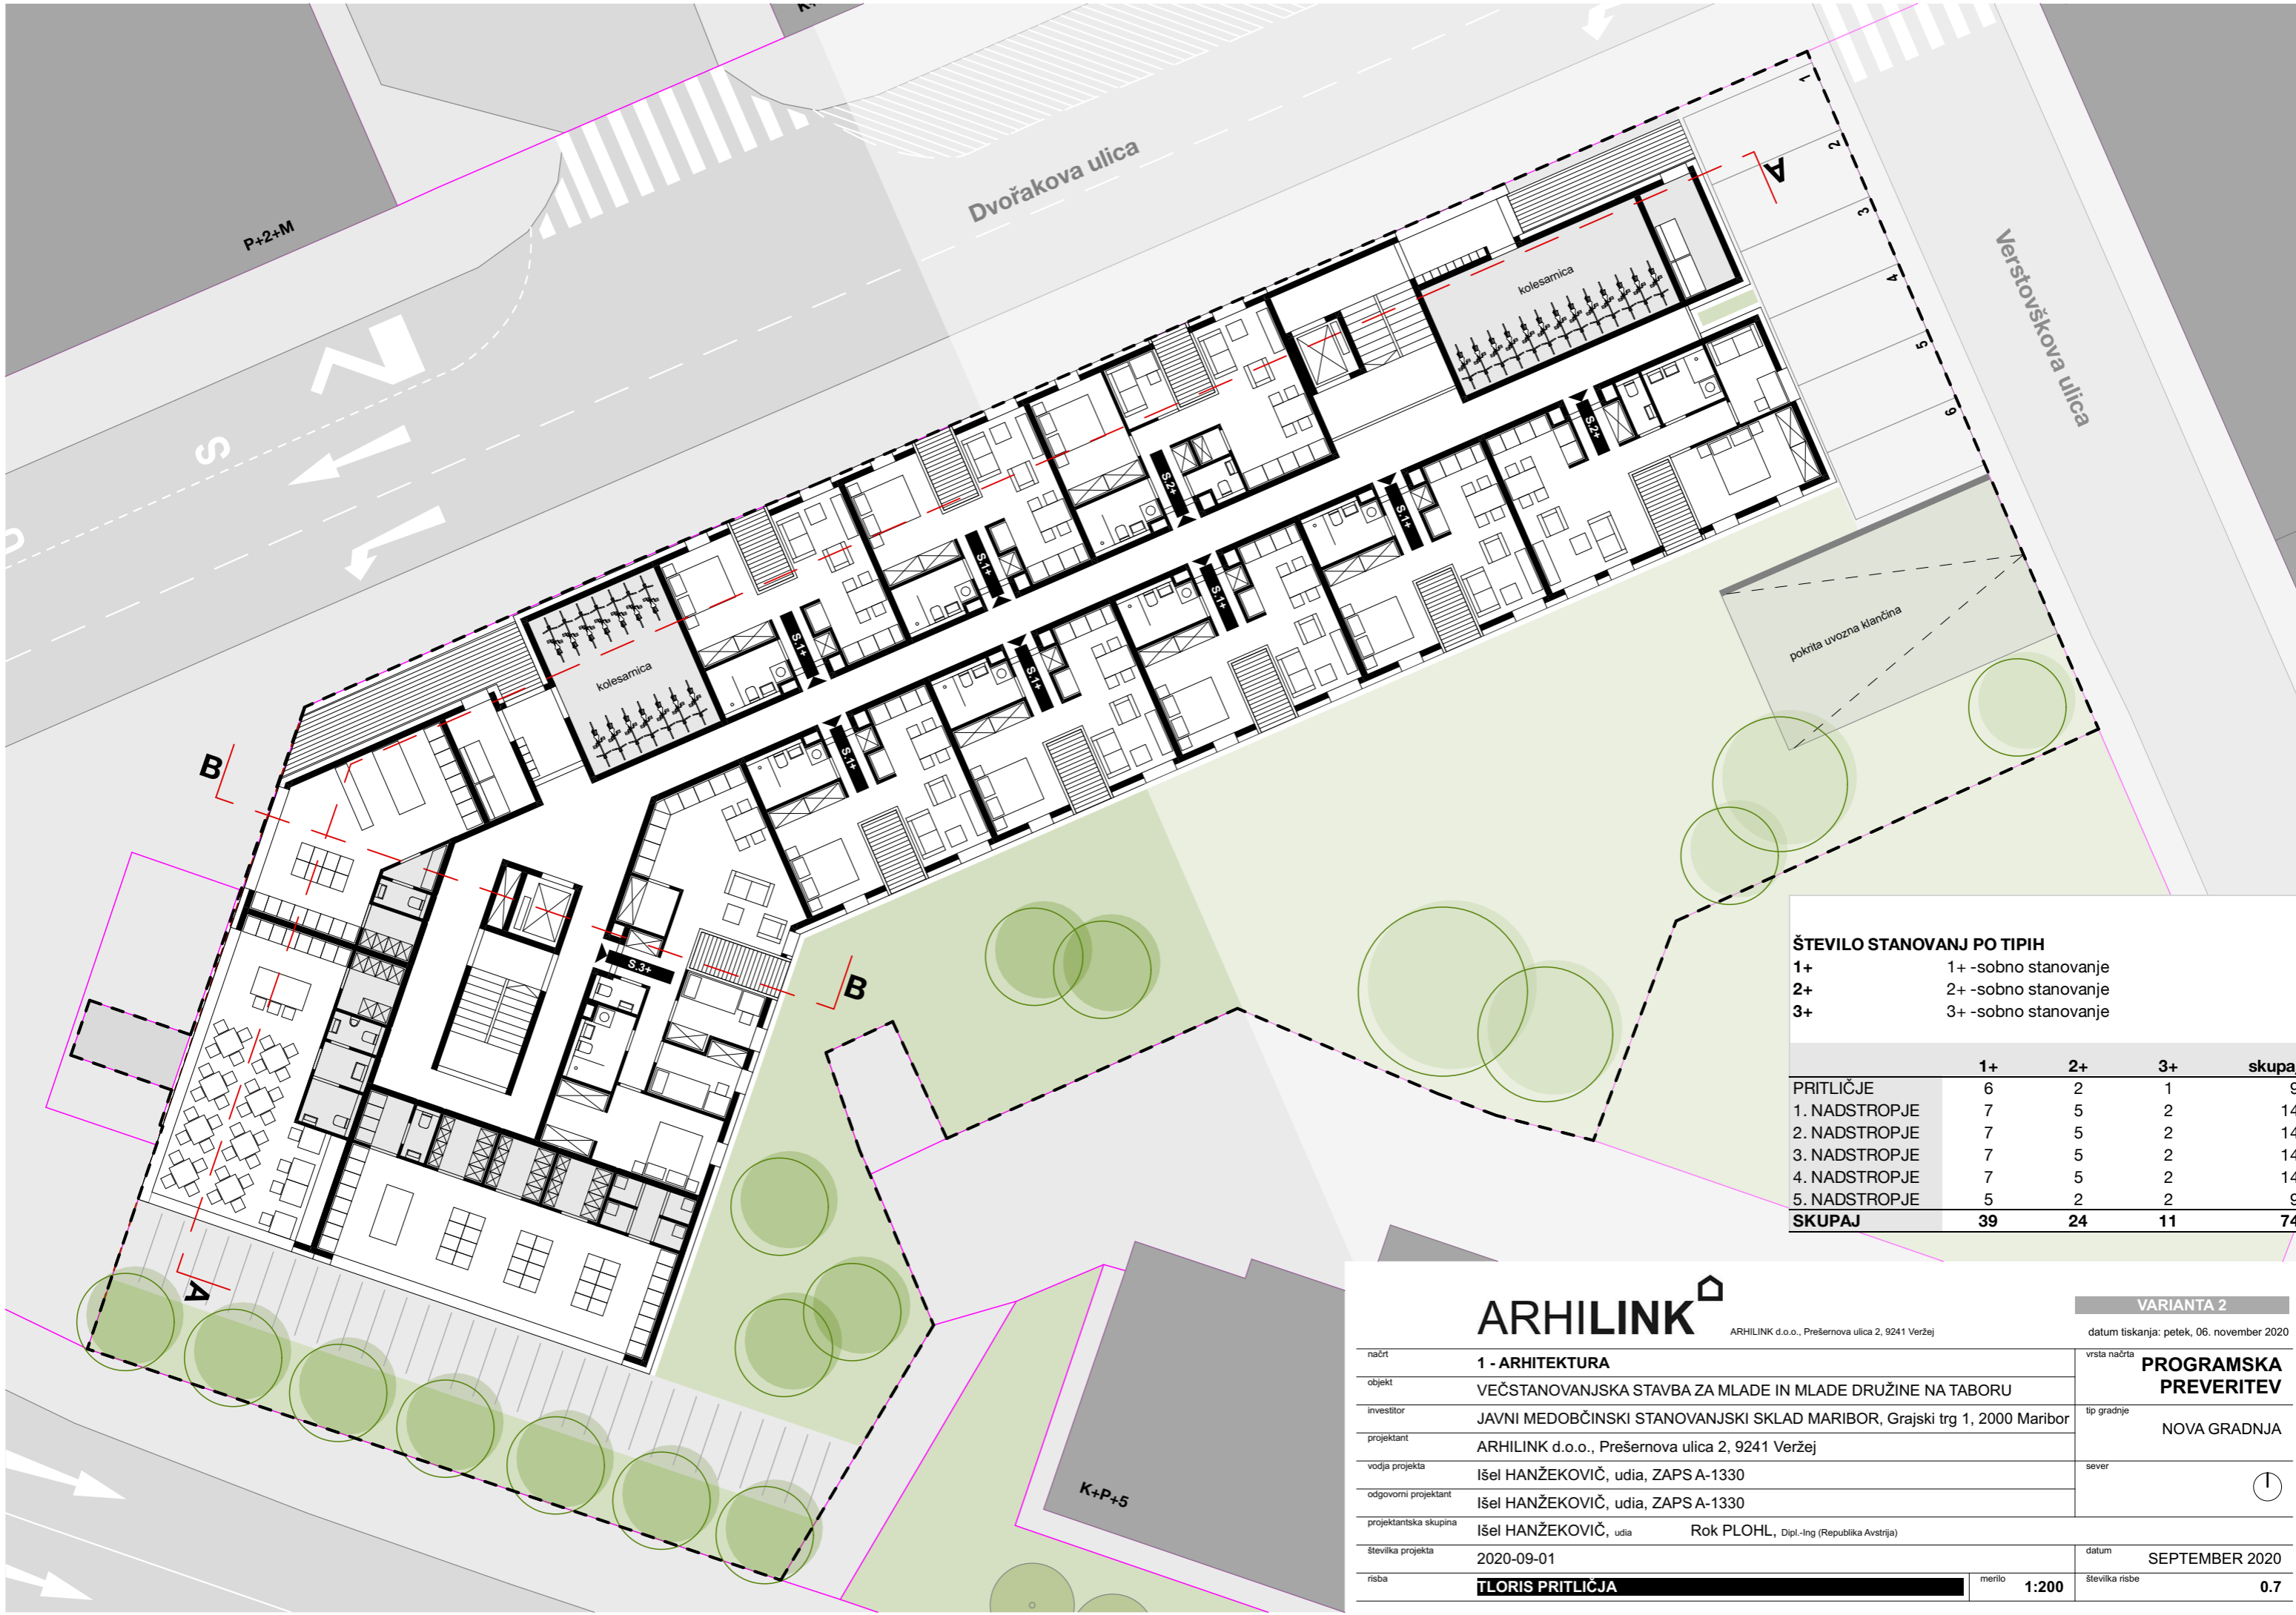 K+
P+2+M
Dvořakova ulica
Verstovškova ulica
1
2
3
4
5
6
A
kolesarnica
S
S.2+
S.2+
S.1+
S.1+
S.1+
S.1+
S.1+
S.1+
kolesarnica
pokrita uvozna klančina
B
S.3+
B
A
K+P+5
ŠTEVILO STANOVANJ PO TIPIH
1+ 1+ -sobno stanovanje
2+ 2+ -sobno stanovanje
3+ 3+ -sobno stanovanje
1+ 2+ 3+ skupaj
PRITLIČJE 6 2 1 9
1. NADSTROPJE 7 5 2 14
2. NADSTROPJE 7 5 2 14
3. NADSTROPJE 7 5 2 14
4. NADSTROPJE 7 5 2 14
5. NADSTROPJE 5 2 2 9
SKUPAJ 39 24 11 74
ARHILINK
ARHILINK d.o.o., Prešernova ulica 2, 9241 Veržej
VARIANTA 2
datum tiskanja: petek, 06. november 2020
načrt 1 - ARHITEKTURA
vrsta načrta PROGRAMSKA
PREVERITEV
objekt VEČSTANOVANJSKA STAVBA ZA MLADE IN MLADE DRUŽINE NA TABORU
investitor JAVNI MEDOBČINSKI STANOVANJSKI SKLAD MARIBOR, Grajski trg 1, 2000 Maribor
tip gradnje NOVA GRADNJA
projektant ARHILINK d.o.o., Prešernova ulica 2, 9241 Veržej
vodja projekta Išel HANŽEKOVIČ, udia, ZAPS A-1330
sever
odgovorni projektant Išel HANŽEKOVIČ, udia, ZAPS A-1330
projektantska skupina Išel HANŽEKOVIČ, udia Rok PLOHL, Dipl.-Ing (Republika Avstrija)
številka projekta 2020-09-01
datum SEPTEMBER 2020
risba TLORIS PRITLIČJA
merilo 1:200
številka risbe 0.7